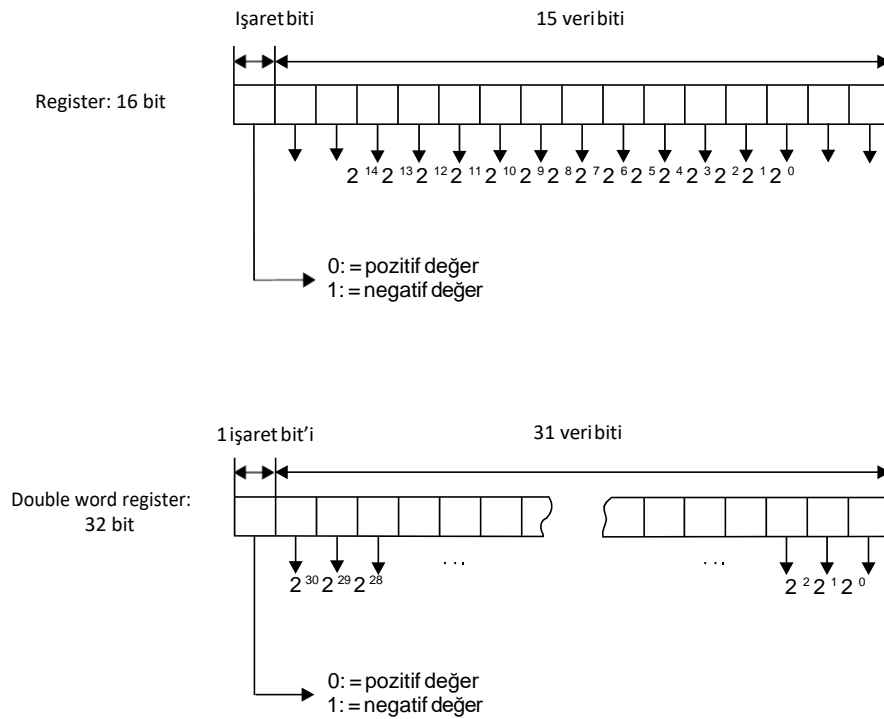 Işaret biti 15 veri biti
Register: 16 bit
2 14 2 13 2 12 2 11 2 10 2 9 2 8 2 7 2 6 2 5 2 4 2 3 2 2 2 1 2 0
0: = pozitif değer
1: = negatif değer
1 işaret bit’i 31 veri biti
Double word register:
32 bit
... ...
2 30 2 29 2 28 2 2 2 1 2 0
0: = pozitif değer
1: = negatif değer